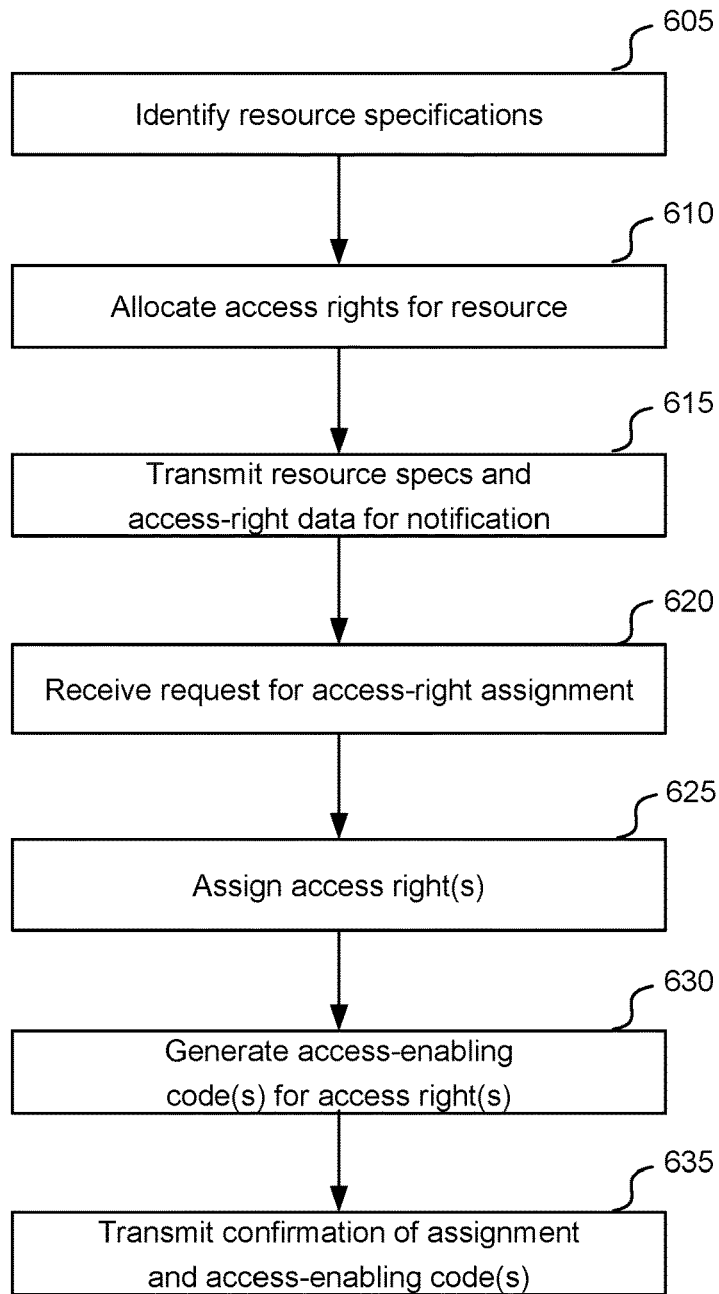 605
Identify resource specifications
610
Allocate access rights for resource
615
Transmit resource specs and
access-right data for notification
620
Receive request for access-right assignment
625
Assign access right(s)
630
Generate access-enabling
code(s) for access right(s)
635
Transmit confirmation of assignment
and access-enabling code(s)